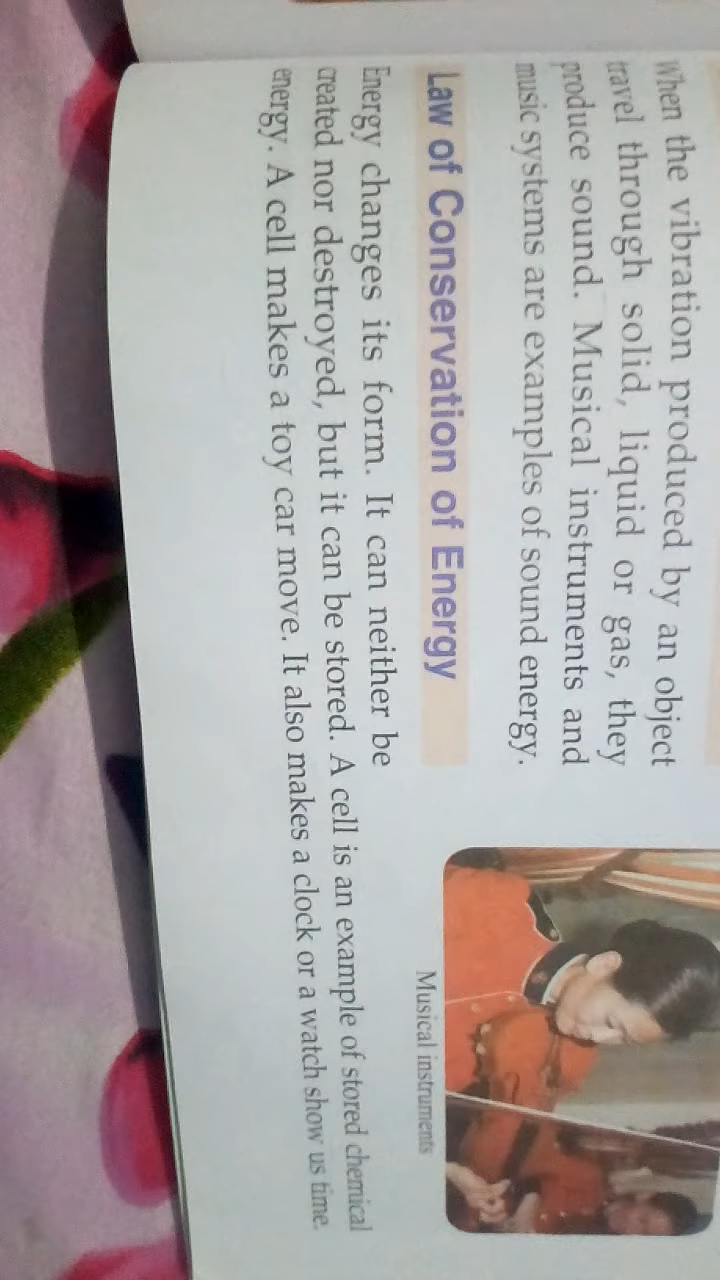 When the vibration produced by an object
travel through solid, liquid or gas, they
produce sound. Musical instruments and
music systems are examples of sound energy.
Musical instruments
Law of Conservation of Energy
Energy changes its form. It can neither be
created nor destroyed, but it can be stored. A cell is an example of stored chemical
energy. A cell makes a toy car move. It also makes a clock or a watch show us time.